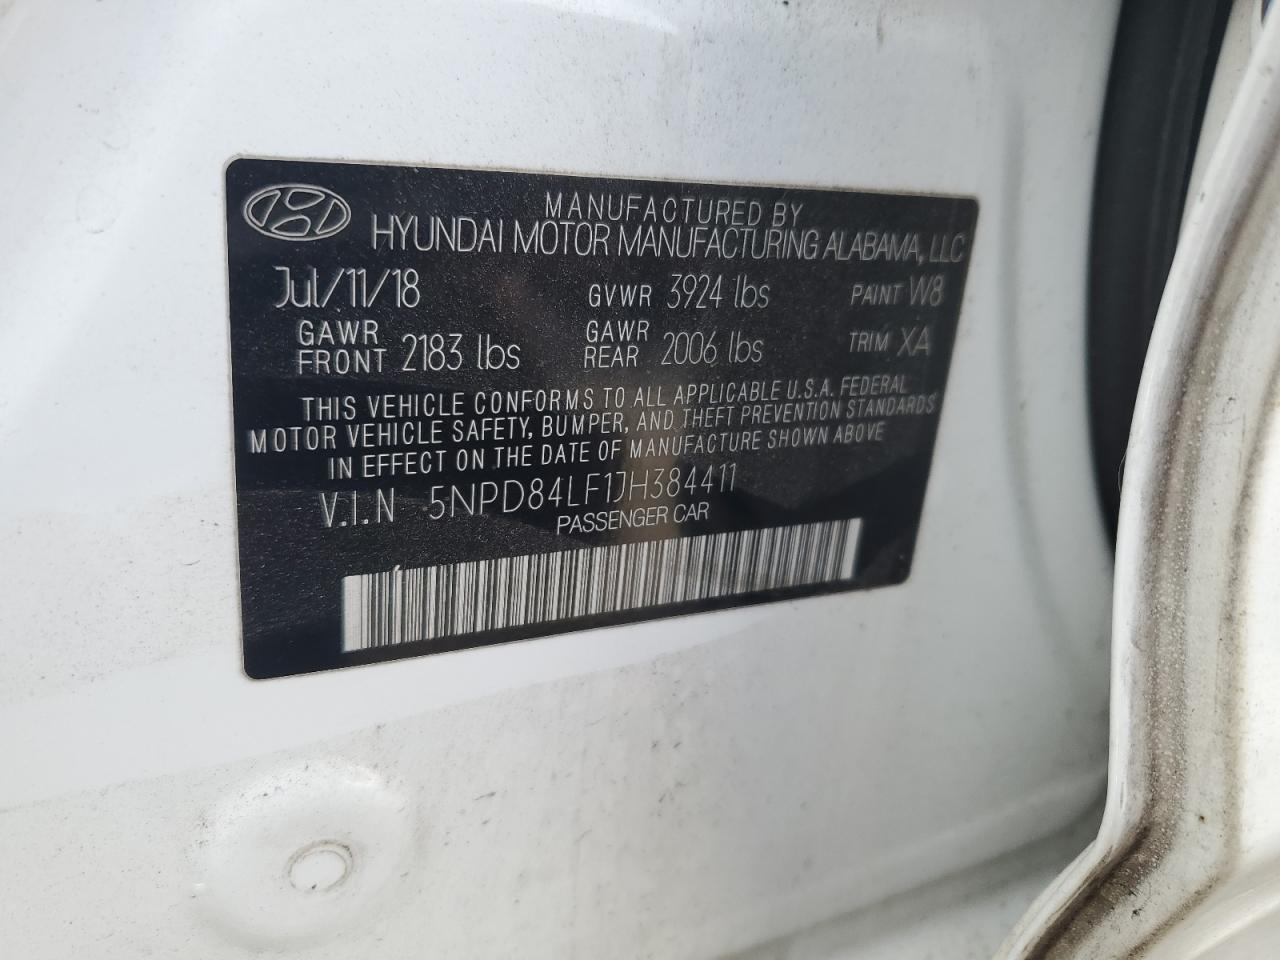 MANUFACTURED BY
HYUNDAI MOTOR MANUFACTURING ALABAMA, LLC
Jul/11/18 GVWR 3924 lbs PAINT W8
GAWR FRONT 2183 lbs GAWR REAR 2006 lbs TRIM XA
THIS VEHICLE CONFORMS TO ALL APPLICABLE U.S.A. FEDERAL
MOTOR VEHICLE SAFETY, BUMPER, AND THEFT PREVENTION STANDARDS
IN EFFECT ON THE DATE OF MANUFACTURE SHOWN ABOVE
V.I.N 5NPD84LF1JH384411
PASSENGER CAR